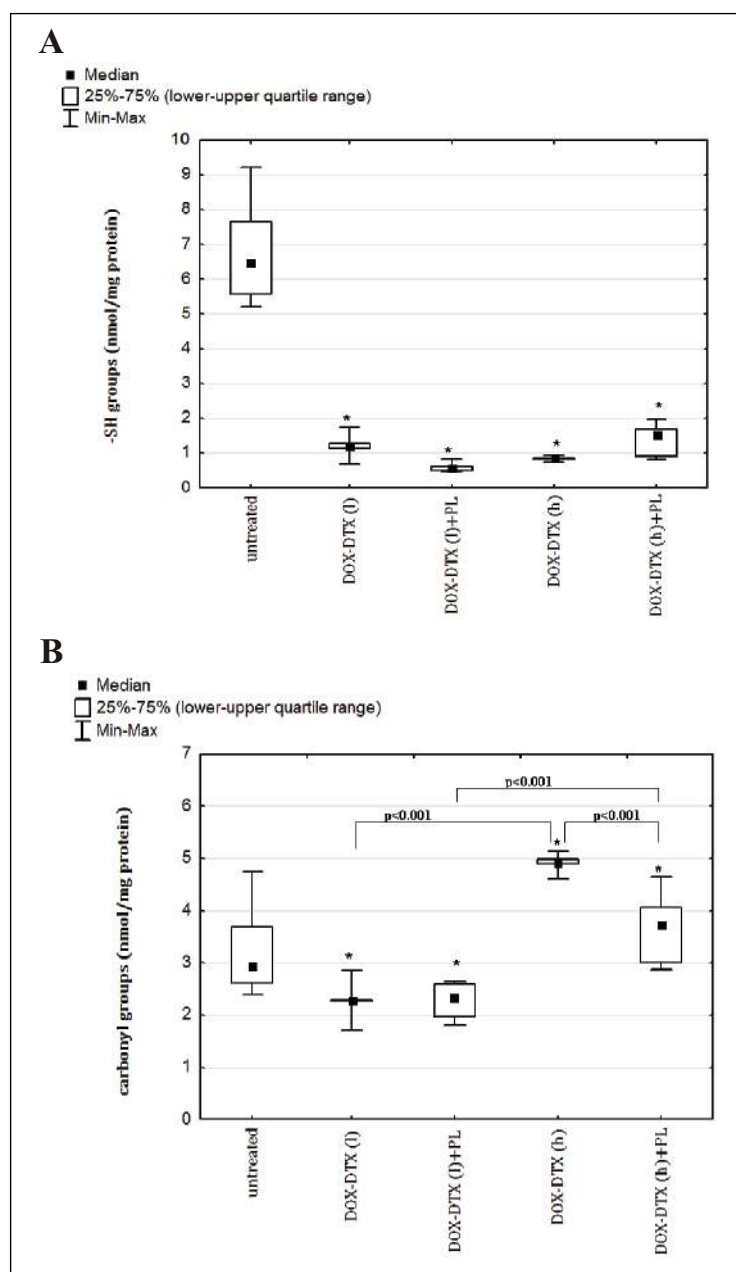 A
Median
25%-75% (lower-upper quartile range)
Min-Max
-SH groups (nmol/mg protein)
10
9
8
7
6
5
4
3
2
1
0
*
*
*
*
untreated
DOX-DTX (l)
DOX-DTX (l)+PL
DOX-DTX (h)
DOX-DTX (h)+PL
B
Median
25%-75% (lower-upper quartile range)
Min-Max
carbonyl groups (nmol/mg protein)
7
6
5
4
3
2
1
0
p<0.001
p<0.001
p<0.001
*
*
*
*
untreated
DOX-DTX (l)
DOX-DTX (l)+PL
DOX-DTX (h)
DOX-DTX (h)+PL